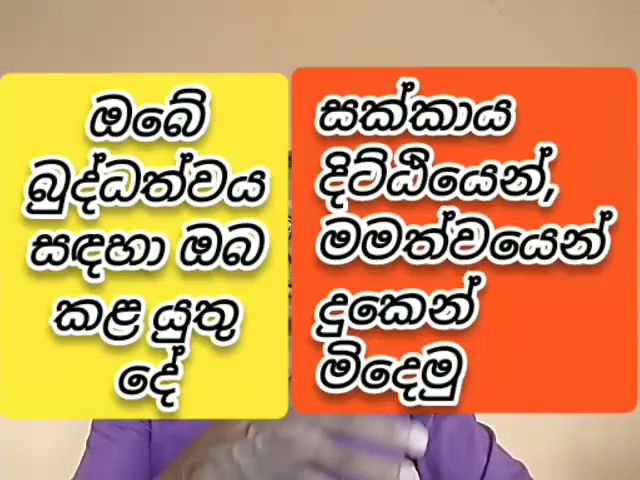 ඔබේ
බුද්ධත්වය
සඳහා ඔබ
කළ යුතු
දේ
සක්කාය
දිට්ඨියෙන්,
මමත්වයෙන්
දුකෙන්
මිදෙමු